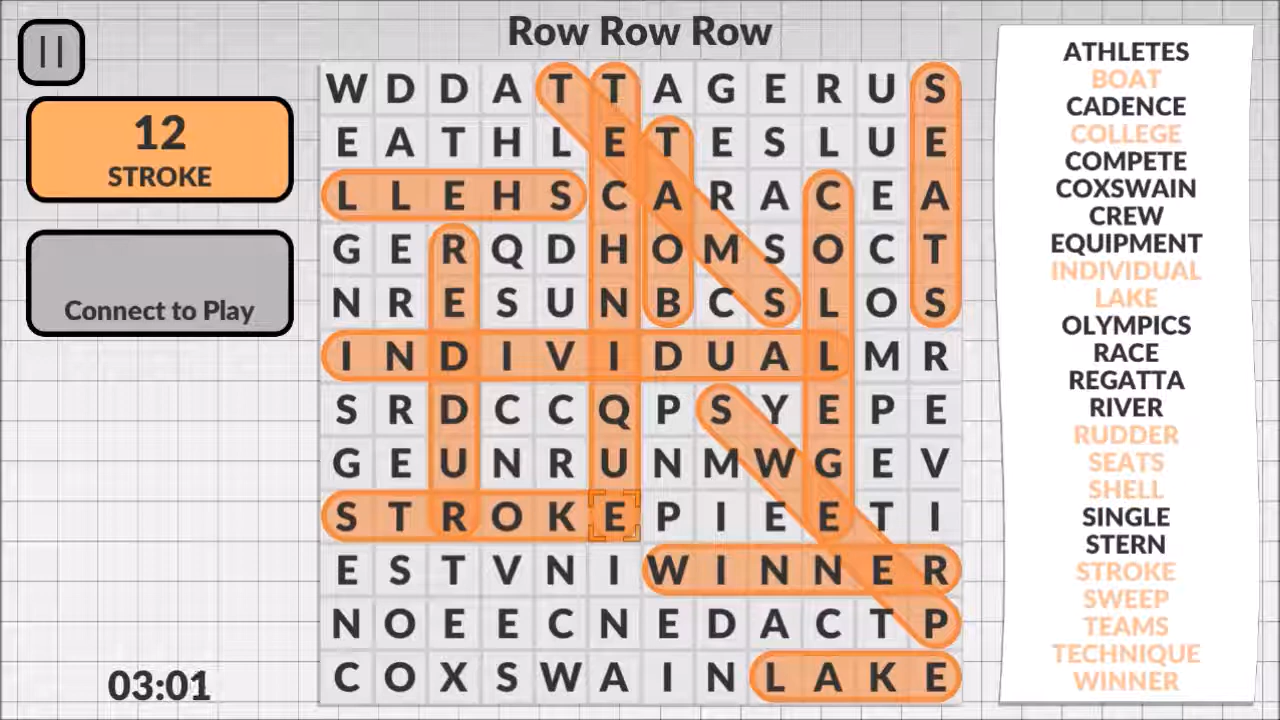 Row Row Row
12
STROKE
Connect to Play
03:01
W D D A T T A G E R U S
E A T H L E T E S L U E
L L E H S C A R A C E A
G E R Q D H O M S O C T
N R E S U N B C S L O S
I N D I V I D U A L M R
S R D C C Q P S Y E P E
G E U N R U N M W G E V
S T R O K E P I E E T I
E S T V N I W I N N E R
N O E E C N E D A C T P
C O X S W A I N L A K E
ATHLETES
BOAT
CADENCE
COLLEGE
COMPETE
COXSWAIN
CREW
EQUIPMENT
INDIVIDUAL
LAKE
OLYMPICS
RACE
REGATTA
RIVER
RUDDER
SEATS
SHELL
SINGLE
STERN
STROKE
SWEEP
TEAMS
TECHNIQUE
WINNER